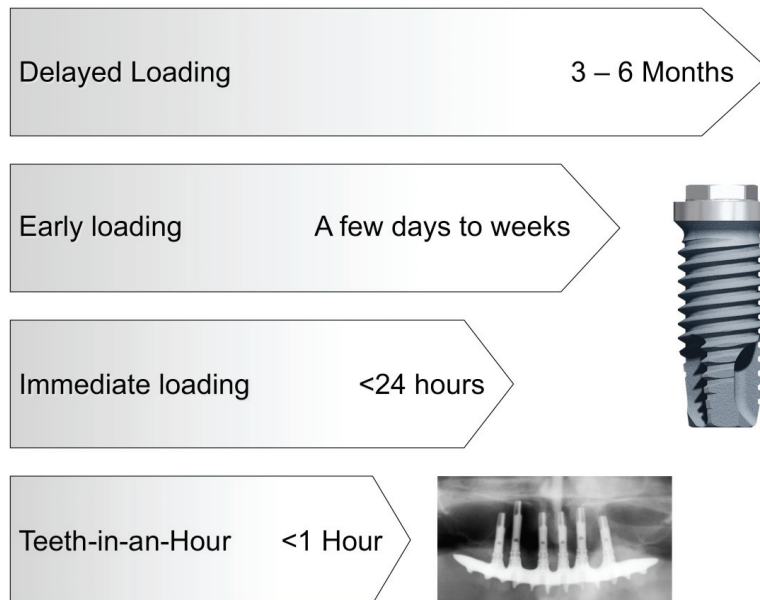 Delayed Loading 3 – 6 Months
Early loading A few days to weeks
Immediate loading <24 hours
Teeth-in-an-Hour <1 Hour